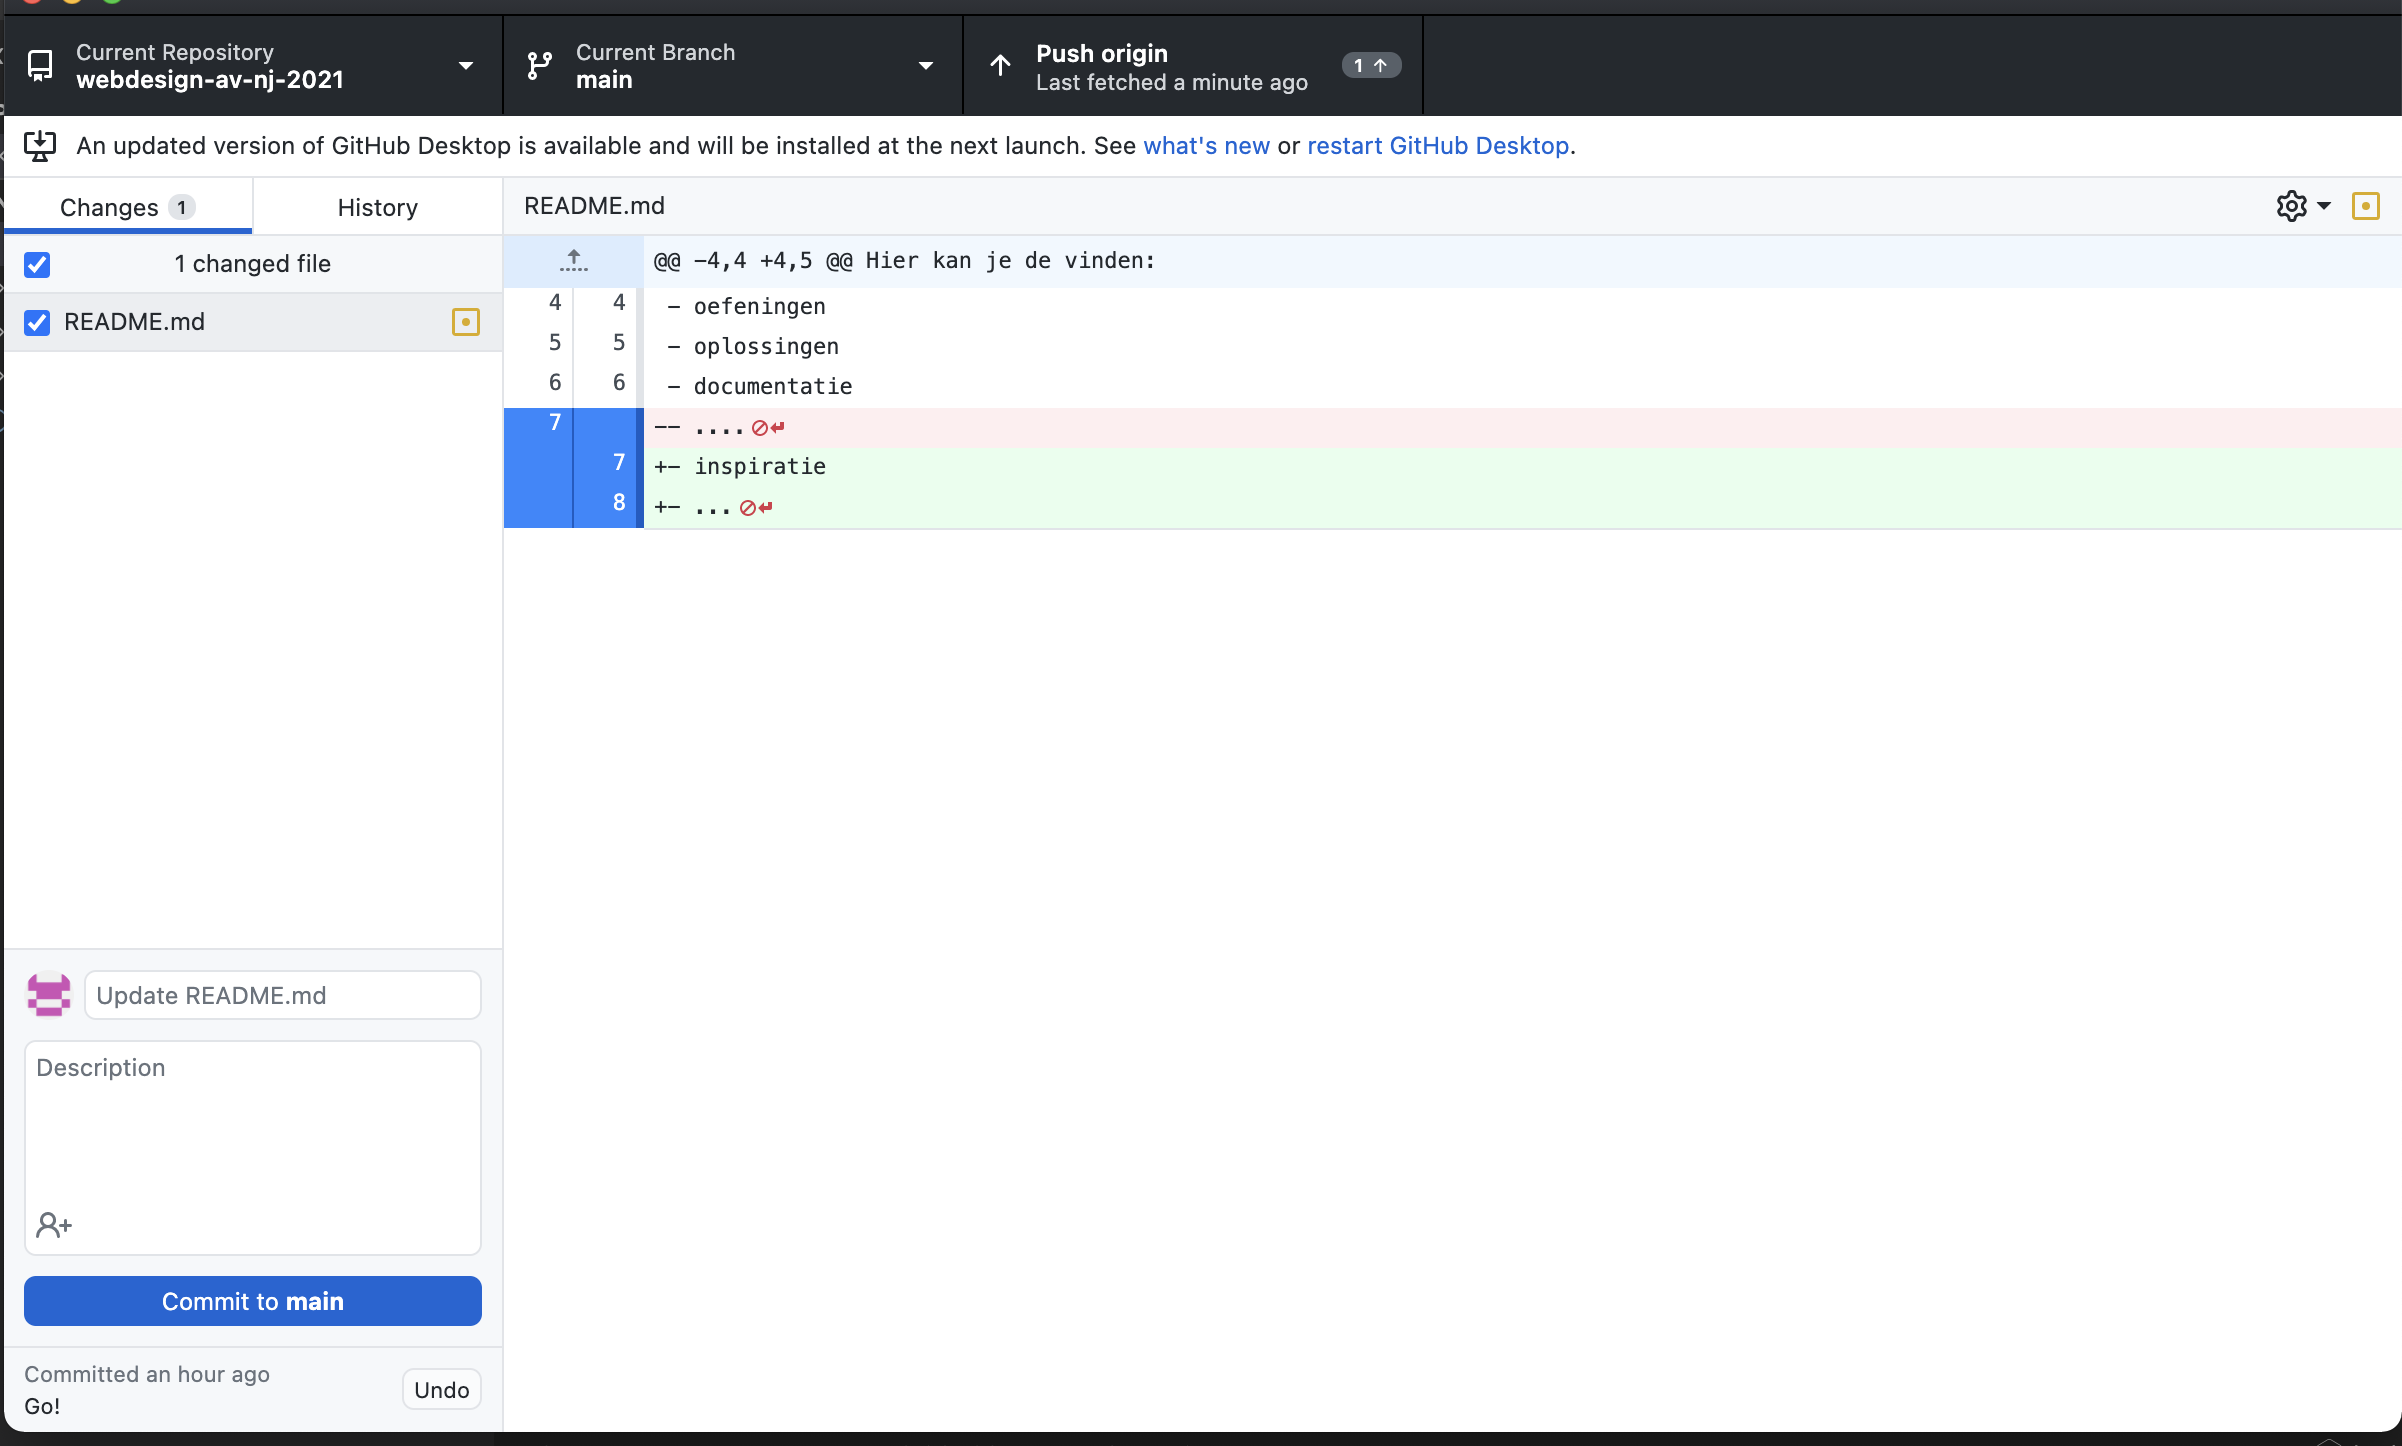 Current Repository
webdesign-av-nj-2021
Current Branch
main
Push origin
Last fetched a minute ago
1
An updated version of GitHub Desktop is available and will be installed at the next launch. See what's new or restart GitHub Desktop.
Changes 1
History
README.md
1 changed file
README.md
@@ -4,4 +4,5 @@ Hier kan je de vinden:
4 4 - oefeningen
5 5 - oplossingen
6 6 - documentatie
7 -- ....
7 +- inspiratie
8 +- ...
Update README.md
Description
Commit to main
Committed an hour ago
Go!
Undo